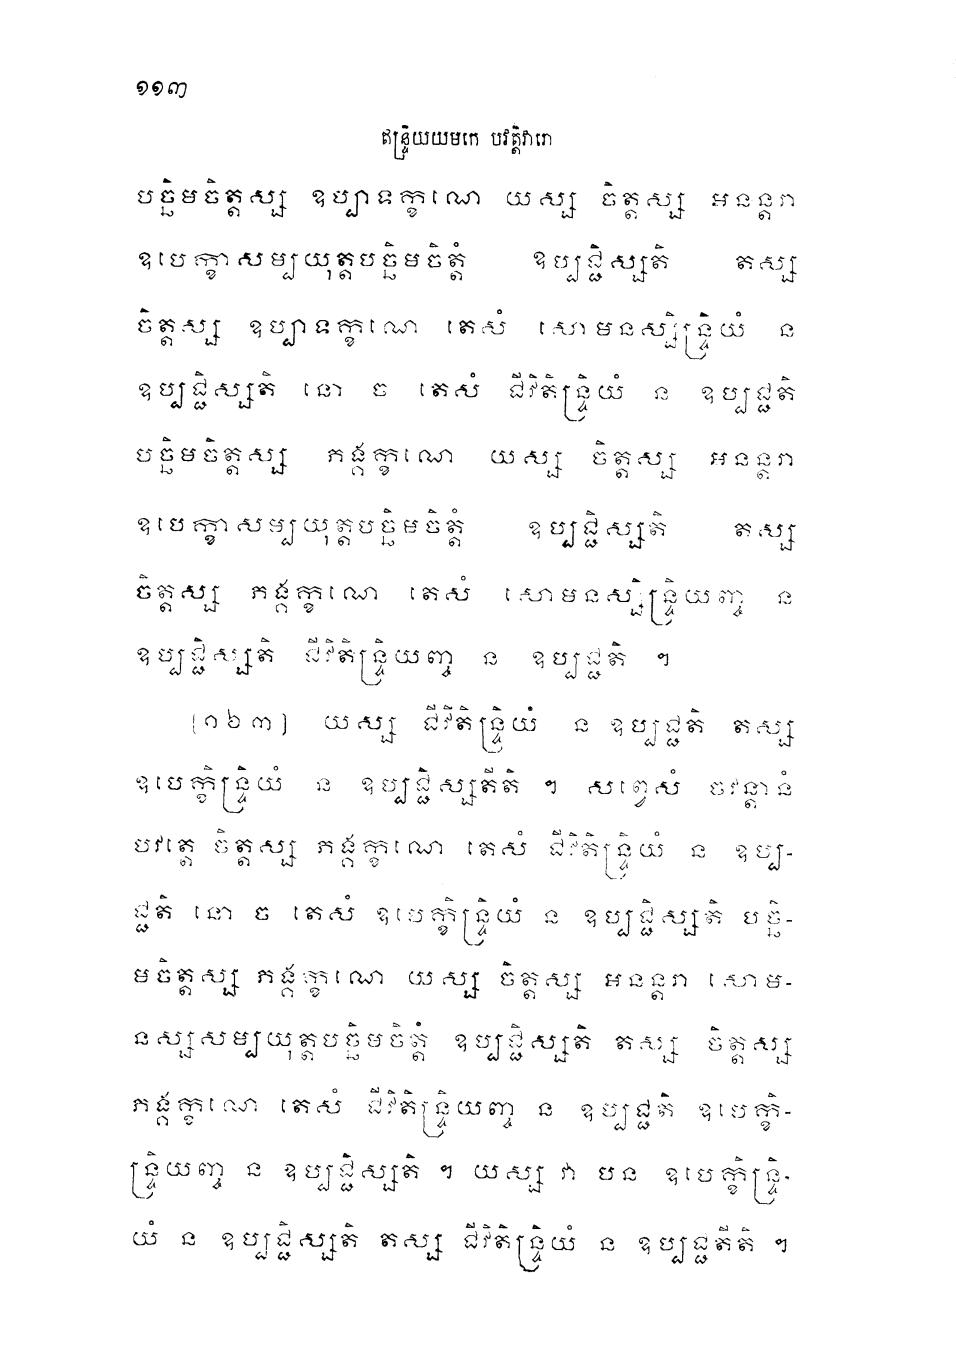 ១១៣
ឥន្ទ្រិយយមកេ បវត្តិវារោ
បច្ឆិមចិត្តស្ស ឧប្បាទក្ខណេ យស្ស ចិត្តស្ស អនន្តរា
ឧបេក្ខាសម្បយុត្តបច្ឆិមចិត្តំ ឧប្បជ្ជិស្សតិ តស្ស
ចិត្តស្ស ឧប្បាទក្ខណេ តេសំ សោមនស្សិន្ទ្រិយំ ន
ឧប្បជ្ជិស្សតិ នោ ច តេសំ ជីវិតិន្ទ្រិយំ ន ឧប្បជ្ជតិ
បច្ឆិមចិត្តស្ស ភង្គក្ខណេ យស្ស ចិត្តស្ស អនន្តរា
ឧបេក្ខាសម្បយុត្តបច្ឆិមចិត្តំ ឧប្បជ្ជិស្សតិ តស្ស
ចិត្តស្ស ភង្គក្ខណេ តេសំ សោមនស្សិន្ទ្រិយញ្ច ន
ឧប្បជ្ជិស្សតិ ជីវិតិន្ទ្រិយញ្ច ន ឧប្បជ្ជតិ ។
[១៦៣] យស្ស ជីវិតិន្ទ្រិយំ ន ឧប្បជ្ជតិ តស្ស
ឧបេក្ខិន្ទ្រិយំ ន ឧប្បជ្ជិស្សតីតិ ។ សព្វេសំ ចវន្តានំ
បវត្តេ ចិត្តស្ស ភង្គក្ខណេ តេសំ ជីវិតិន្ទ្រិយំ ន ឧប្ប-
ជ្ជតិ នោ ច តេសំ ឧបេក្ខិន្ទ្រិយំ ន ឧប្បជ្ជិស្សតិ បច្ឆិ-
មចិត្តស្ស ភង្គក្ខណេ យស្ស ចិត្តស្ស អនន្តរា សោម-
នស្សសម្បយុត្តបច្ឆិមចិត្តំ ឧប្បជ្ជិស្សតិ តស្ស ចិត្តស្ស
ភង្គក្ខណេ តេសំ ជីវិតិន្ទ្រិយញ្ច ន ឧប្បជ្ជតិ ឧបេក្ខិ-
ន្ទ្រិយញ្ច ន ឧប្បជ្ជិស្សតិ ។ យស្ស វា បន ឧបេក្ខិន្ទ្រិ-
យំ ន ឧប្បជ្ជិស្សតិ តស្ស ជីវិតិន្ទ្រិយំ ន ឧប្បជ្ជតីតិ ។